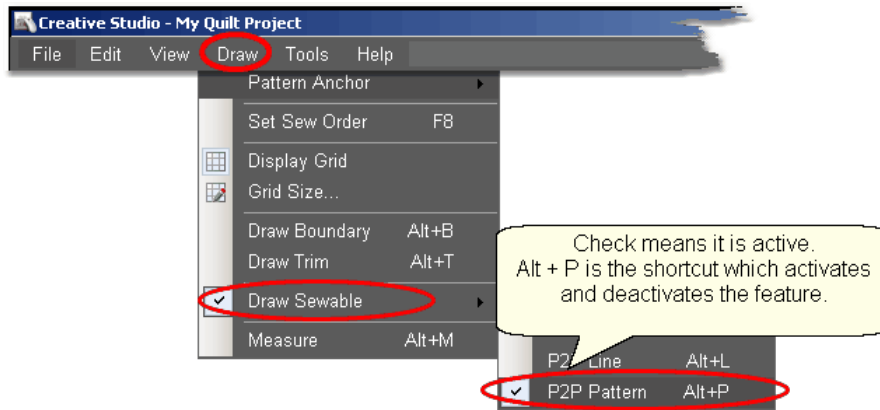 Creative Studio - My Quilt Project
File Edit View Draw Tools Help
Pattern Anchor
Set Sew Order F8
Display Grid
Grid Size...
Draw Boundary Alt+B
Draw Trim Alt+T
Draw Sewable
Measure Alt+M
Check means it is active.
Alt + P is the shortcut which activates
and deactivates the feature.
Line Alt+L
P2P Pattern Alt+P